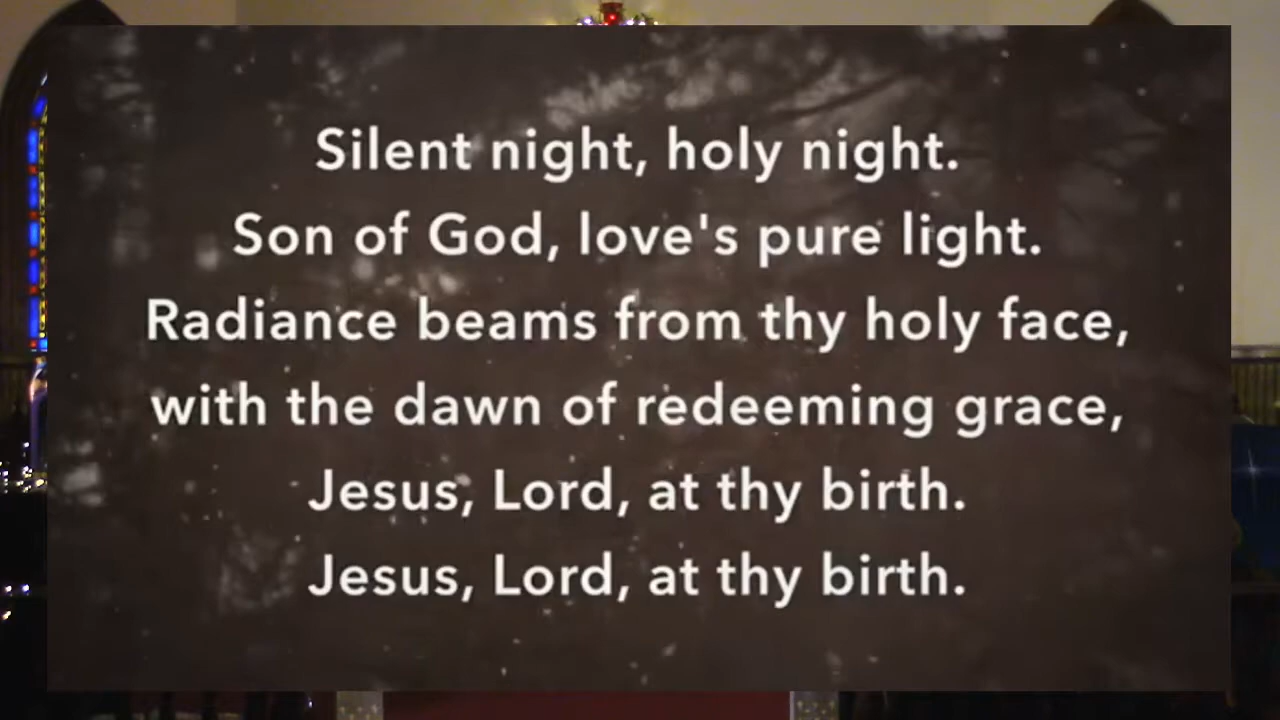 Silent night, holy night.
Son of God, love's pure light.
Radiance beams from thy holy face,
with the dawn of redeeming grace,
Jesus, Lord, at thy birth.
Jesus, Lord, at thy birth.